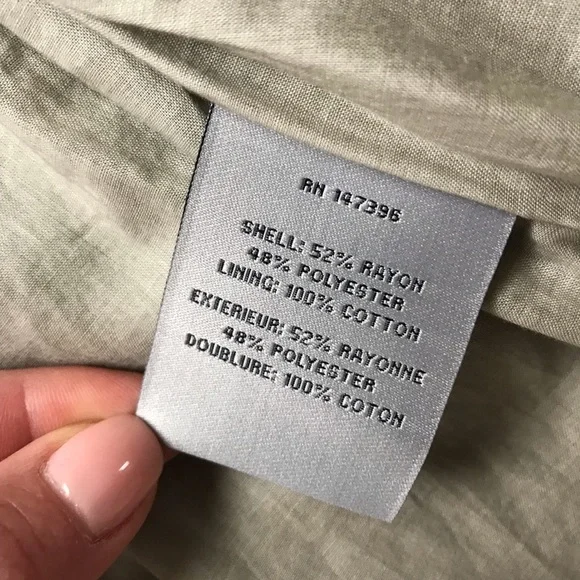 RN 147396
SHELL: 52% RAYON
48% POLYESTER
LINING: 100% COTTON
EXTERIEUR: 52% RAYONNE
48% POLYESTER
DOUBLURE: 100% COTON